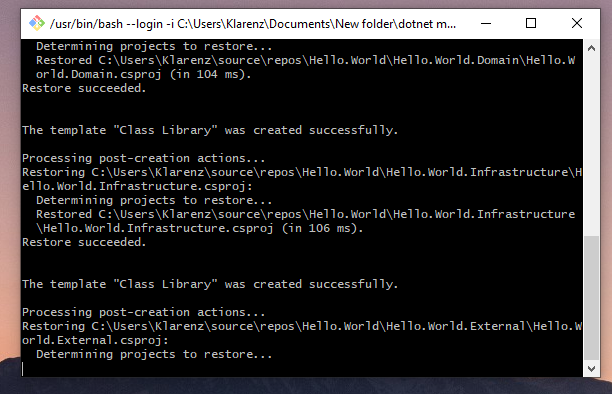 /usr/bin/bash --login -i C:\Users\Klarenz\Documents\New folder\dotnet m...
Determining projects to restore...
Restored C:\Users\Klarenz\source\repos\Hello.World\Hello.World.Domain\Hello.W
orld.Domain.csproj (in 104 ms).
Restore succeeded.
The template "Class Library" was created successfully.
Processing post-creation actions...
Restoring C:\Users\Klarenz\source\repos\Hello.World\Hello.World.Infrastructure\H
ello.World.Infrastructure.csproj:
Determining projects to restore...
Restored C:\Users\Klarenz\source\repos\Hello.World\Hello.World.Infrastructure
\Hello.World.Infrastructure.csproj (in 106 ms).
Restore succeeded.
The template "Class Library" was created successfully.
Processing post-creation actions...
Restoring C:\Users\Klarenz\source\repos\Hello.World\Hello.World.External\Hello.W
orld.External.csproj:
Determining projects to restore...